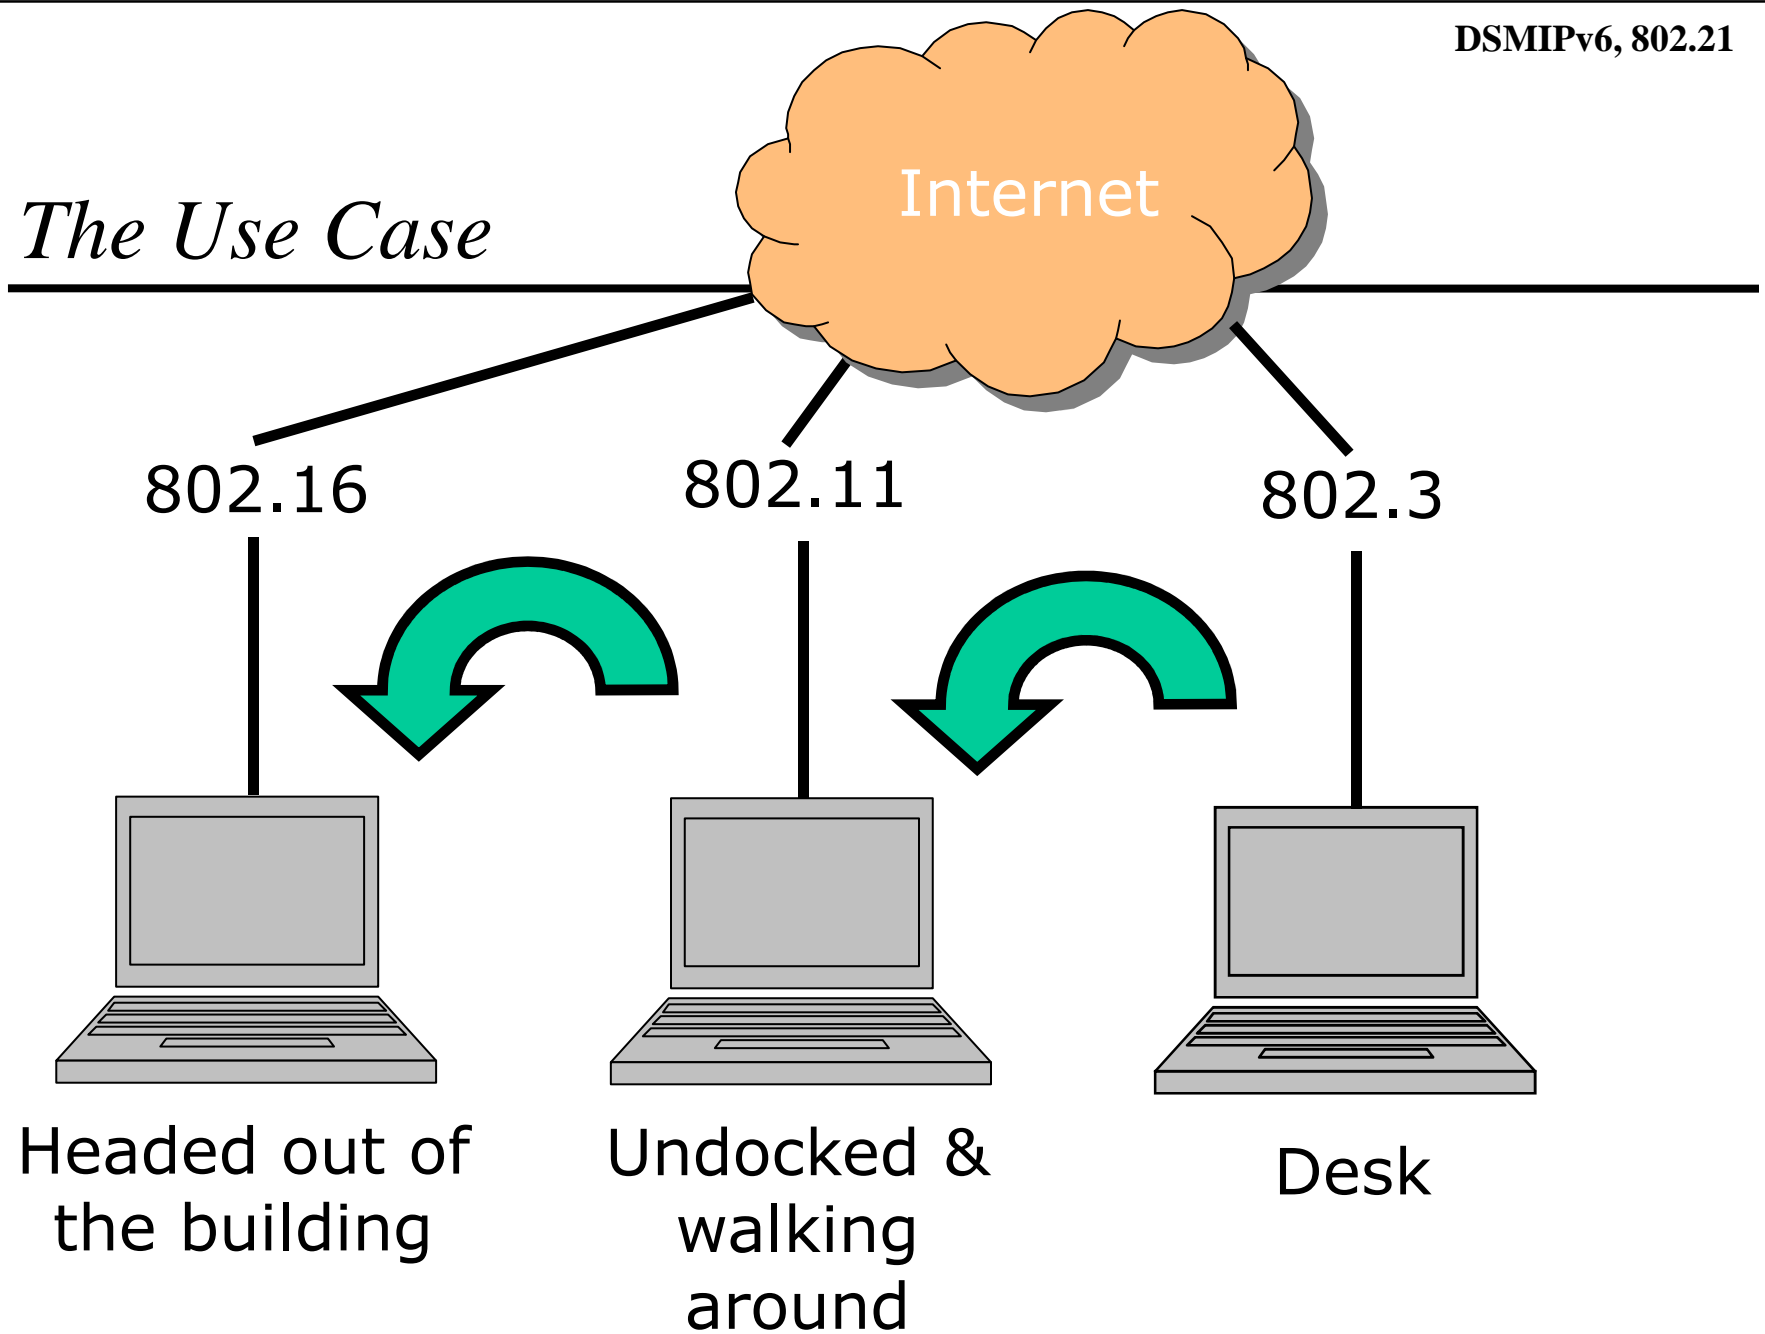 DSMIPv6, 802.21
Internet
The Use Case
802.16
802.11
802.3
Headed out of
the building
Undocked &
walking
around
Desk